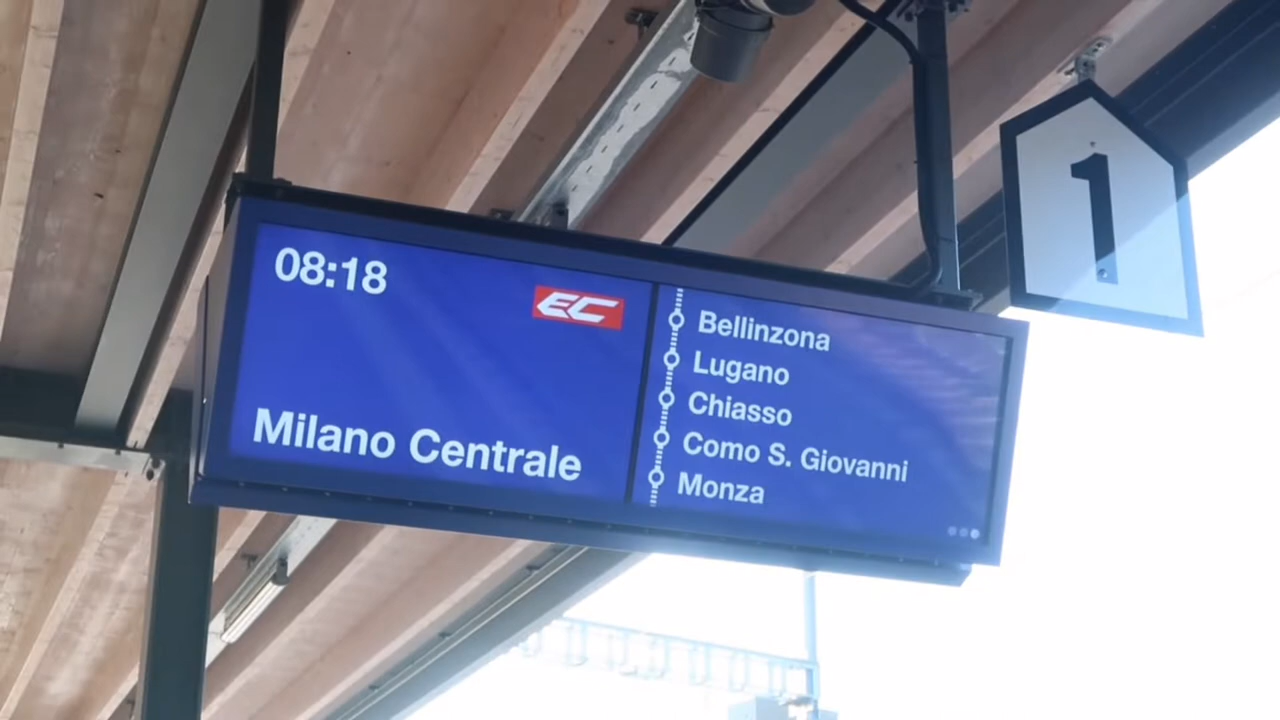 08:18
EC
Milano Centrale
Bellinzona
Lugano
Chiasso
Como S. Giovanni
Monza
1